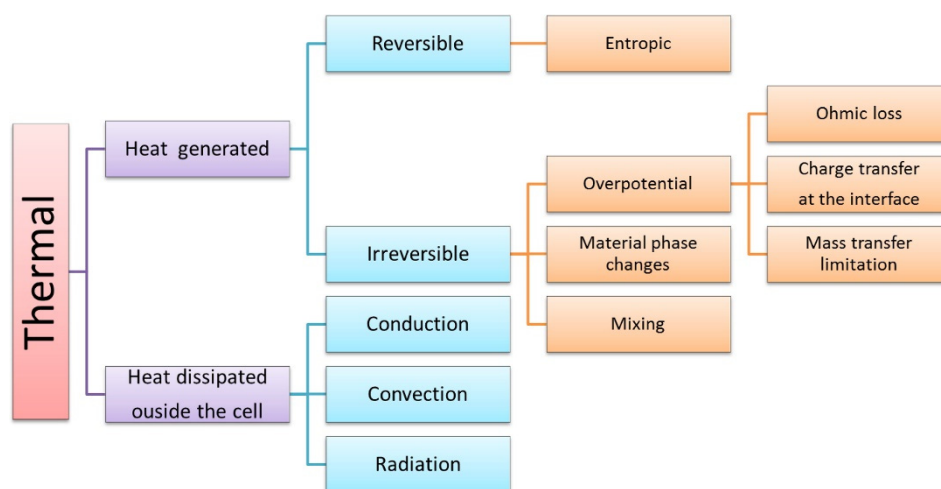 Thermal
Heat generated
Reversible
Entropic
Irreversible
Overpotential
Ohmic loss
Charge transfer
at the interface
Mass transfer
limitation
Material phase
changes
Mixing
Heat dissipated
ouside the cell
Conduction
Convection
Radiation